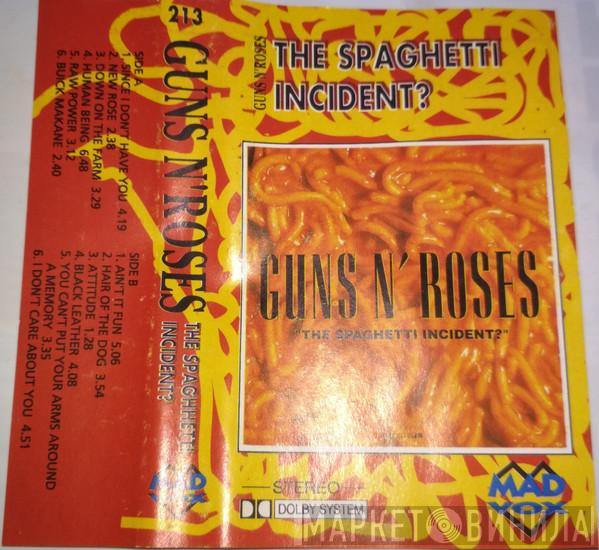 213
GUNS N' ROSES THE SPAGHHETTI
INCIDENT?
SIDE A
1. SINCE I DON'T HAVE YOU 4.19
2. NEW ROSE 2.38
3. DOWN ON THE FARM 3.29
4. HUMAN BEING 6.48
5. RAW POWER 3.12
6. BUICK MAKANE 2.40
SIDE B
1. AIN'T IT FUN 5.06
2. HAIR OF THE DOG 3.54
3. ATTITUDE 1.28
4. BLACK LEATHER 4.08
5. YOU CAN'T PUT YOUR ARMS AROUND
A MEMORY 3.35
6. I DON'T CARE ABOUT YOU 4.51
MAD
VOX
GUNS N' ROSES
THE SPAGHETTI
INCIDENT?
GUNS N' ROSES
"THE SPAGHETTI INCIDENT?"
STEREO
DOLBY SYSTEM
MAD
VOX
МАРКЕТ ВИНИЛА